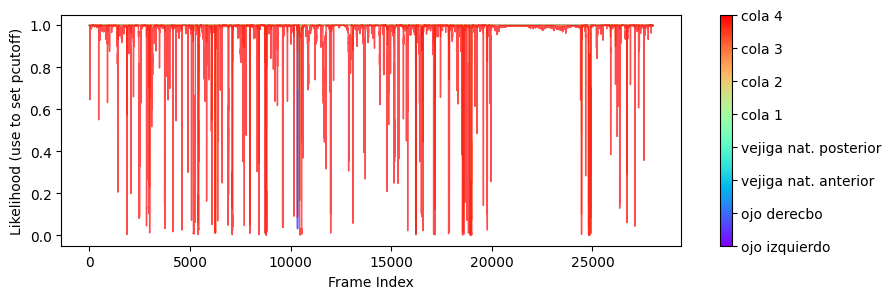 Likelihood (use to set pcutoff)
1.0
0.8
0.6
0.4
0.2
0.0
0
5000
10000
15000
20000
25000
Frame Index
cola 4
cola 3
cola 2
cola 1
vejiga nat. posterior
vejiga nat. anterior
ojo derecbo
ojo izquierdo